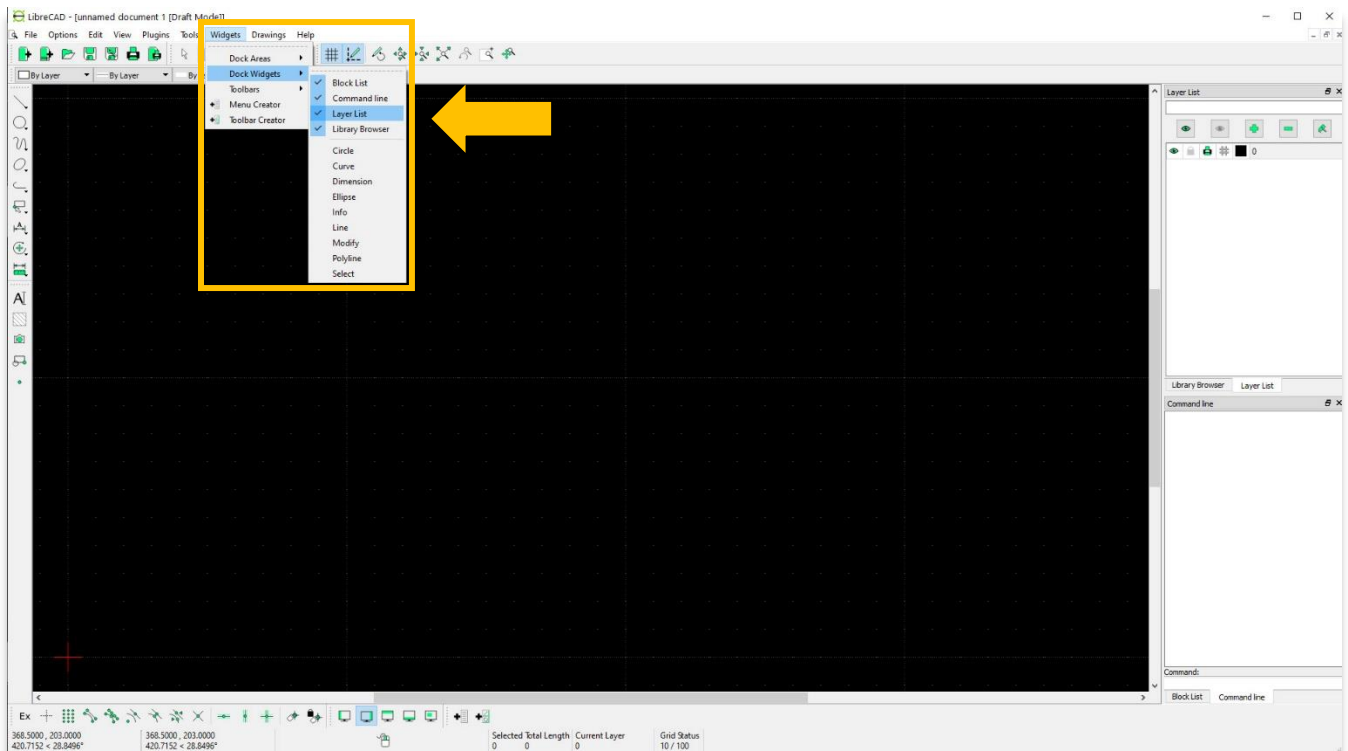 LibreCAD - [unnamed document 1 [Draft Mode]]
File Options Edit View Plugins Tools Widgets Drawings Help
By Layer By Layer
Dock Areas
Dock Widgets
Toolbars
Menu Creator
Toolbar Creator
Block List
Command line
Layer List
Library Browser
Circle
Curve
Dimension
Ellipse
Info
Line
Modify
Polyline
Select
Layer List
0
Library Browser Layer List
Command line
Command:
Block List Command line
Ex
368.5000 , 203.0000 368.5000 , 203.0000 Selected Total Length Current Layer Grid Status
420.7152 < 28.8496° 420.7152 < 28.8496° 0 0 0 10 / 100